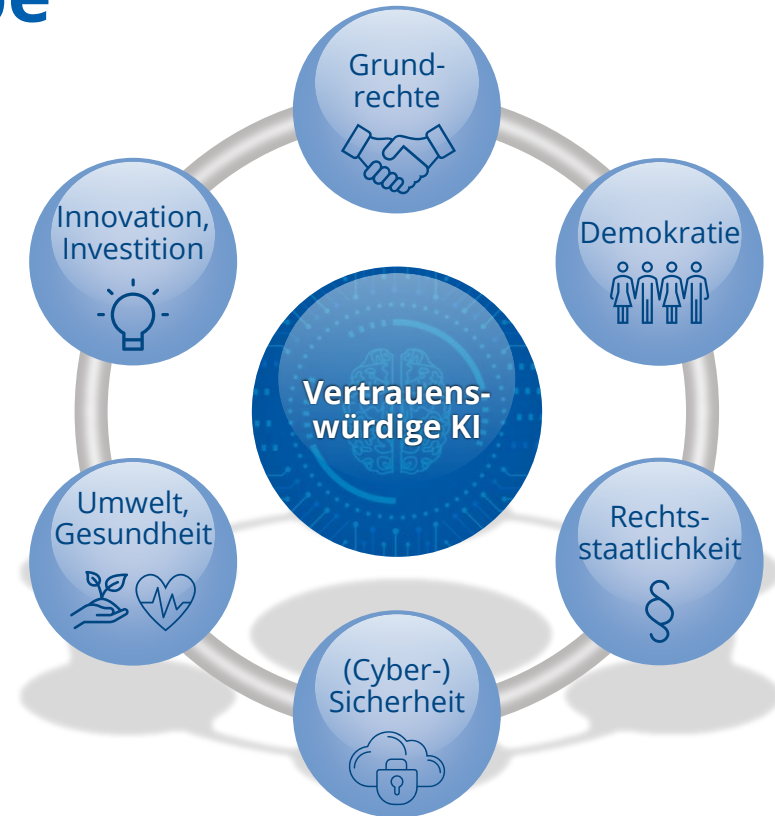 Grund-
rechte
Innovation,
Investition
Demokratie
Vertrauens-
würdige KI
Umwelt,
Gesundheit
Rechts-
staatlichkeit
§
(Cyber-)
Sicherheit